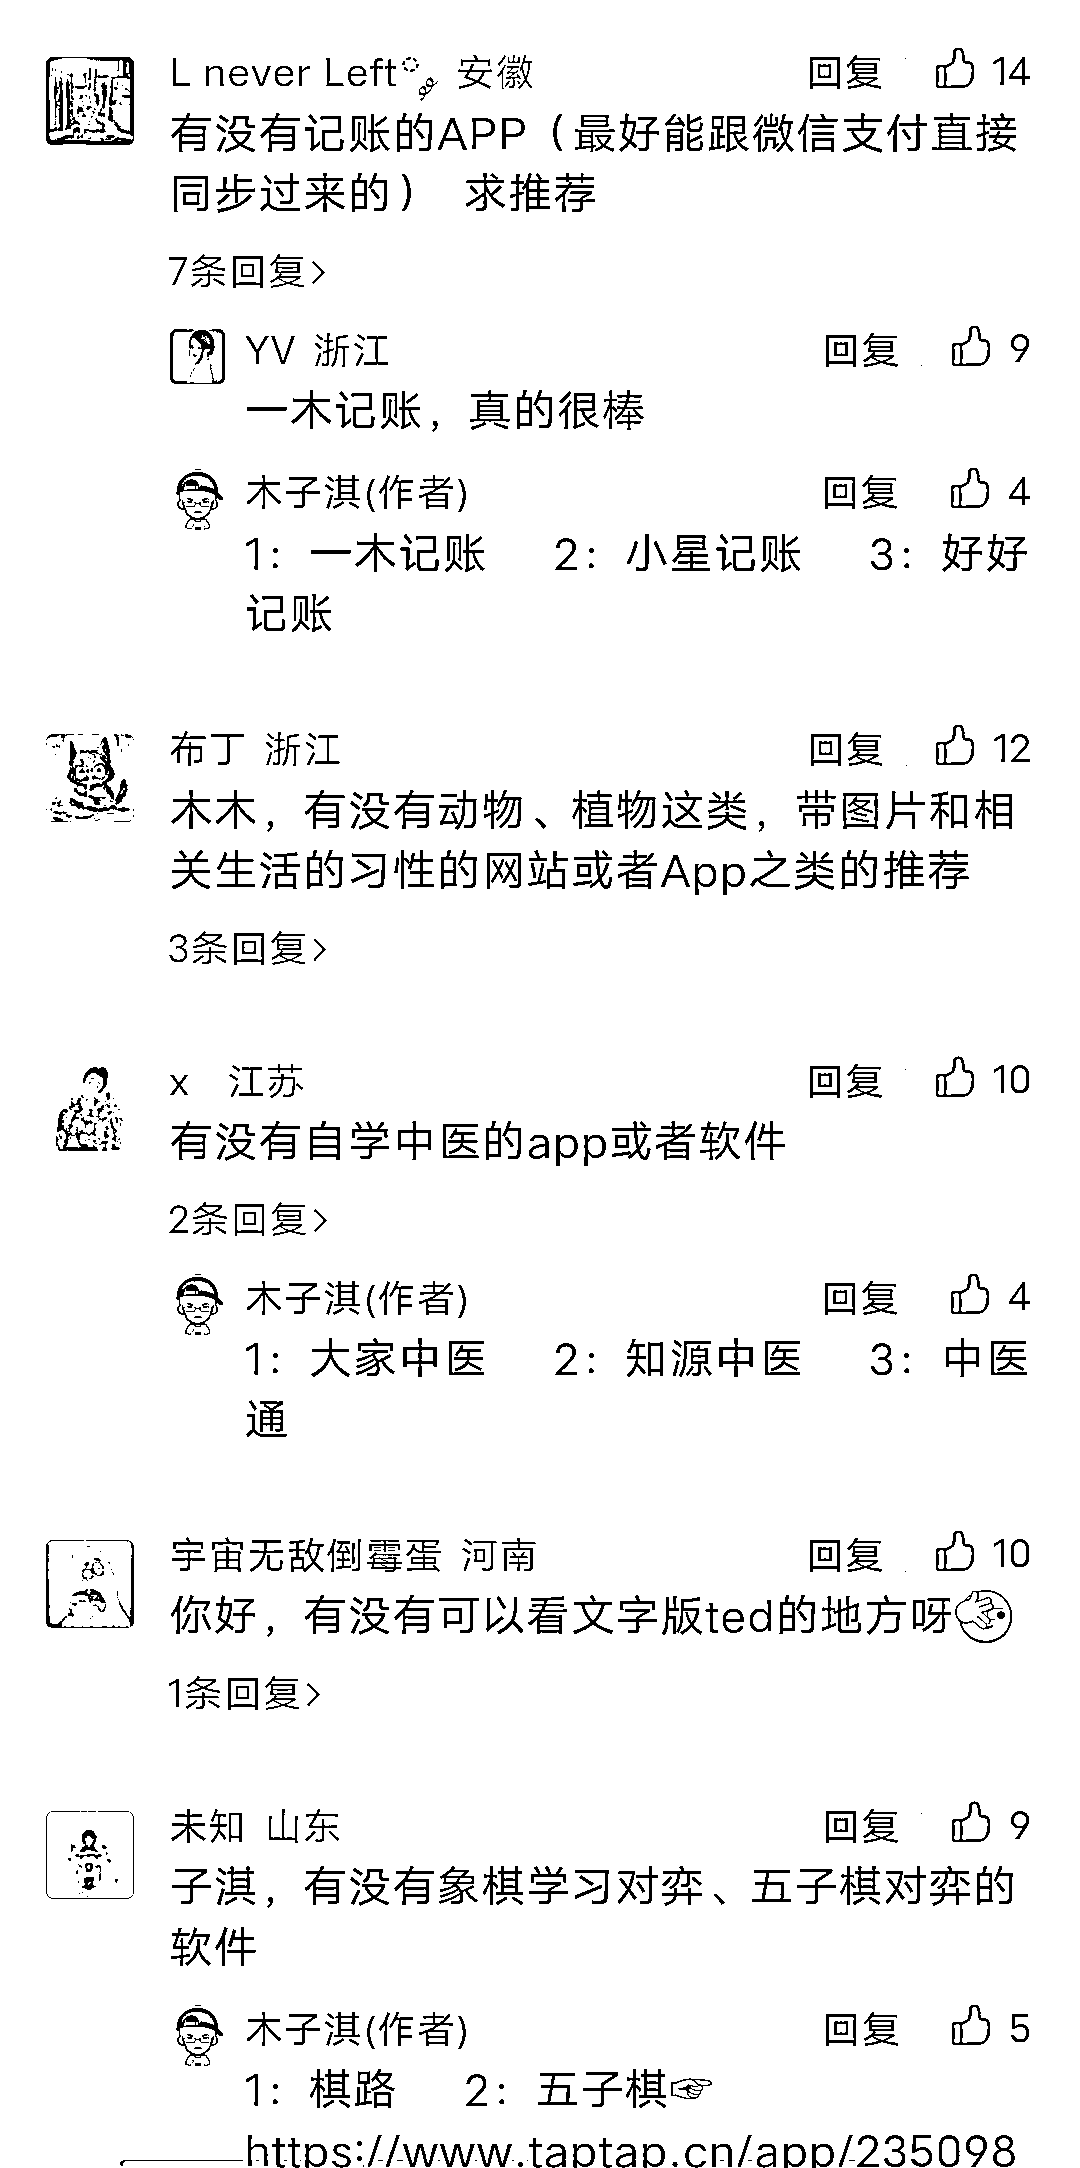 L never Left 安徽 回复 14
有没有记账的APP（最好能跟微信支付直接
同步过来的） 求推荐
7条回复>
YV 浙江 回复 9
一木记账，真的很棒
木子淇(作者) 回复 4
1：一木记账 2：小星记账 3：好好
记账
布丁 浙江 回复 12
木木，有没有动物、植物这类，带图片和相
关生活的习性的网站或者App之类的推荐
3条回复>
x 江苏 回复 10
有没有自学中医的app或者软件
2条回复>
木子淇(作者) 回复 4
1：大家中医 2：知源中医 3：中医
通
宇宙无敌倒霉蛋 河南 回复 10
你好，有没有可以看文字版ted的地方呀
1条回复>
未知 山东 回复 9
子淇，有没有象棋学习对弈、五子棋对弈的
软件
木子淇(作者) 回复 5
1：棋路 2：五子棋☞
https://www.taptap.cn/app/235098